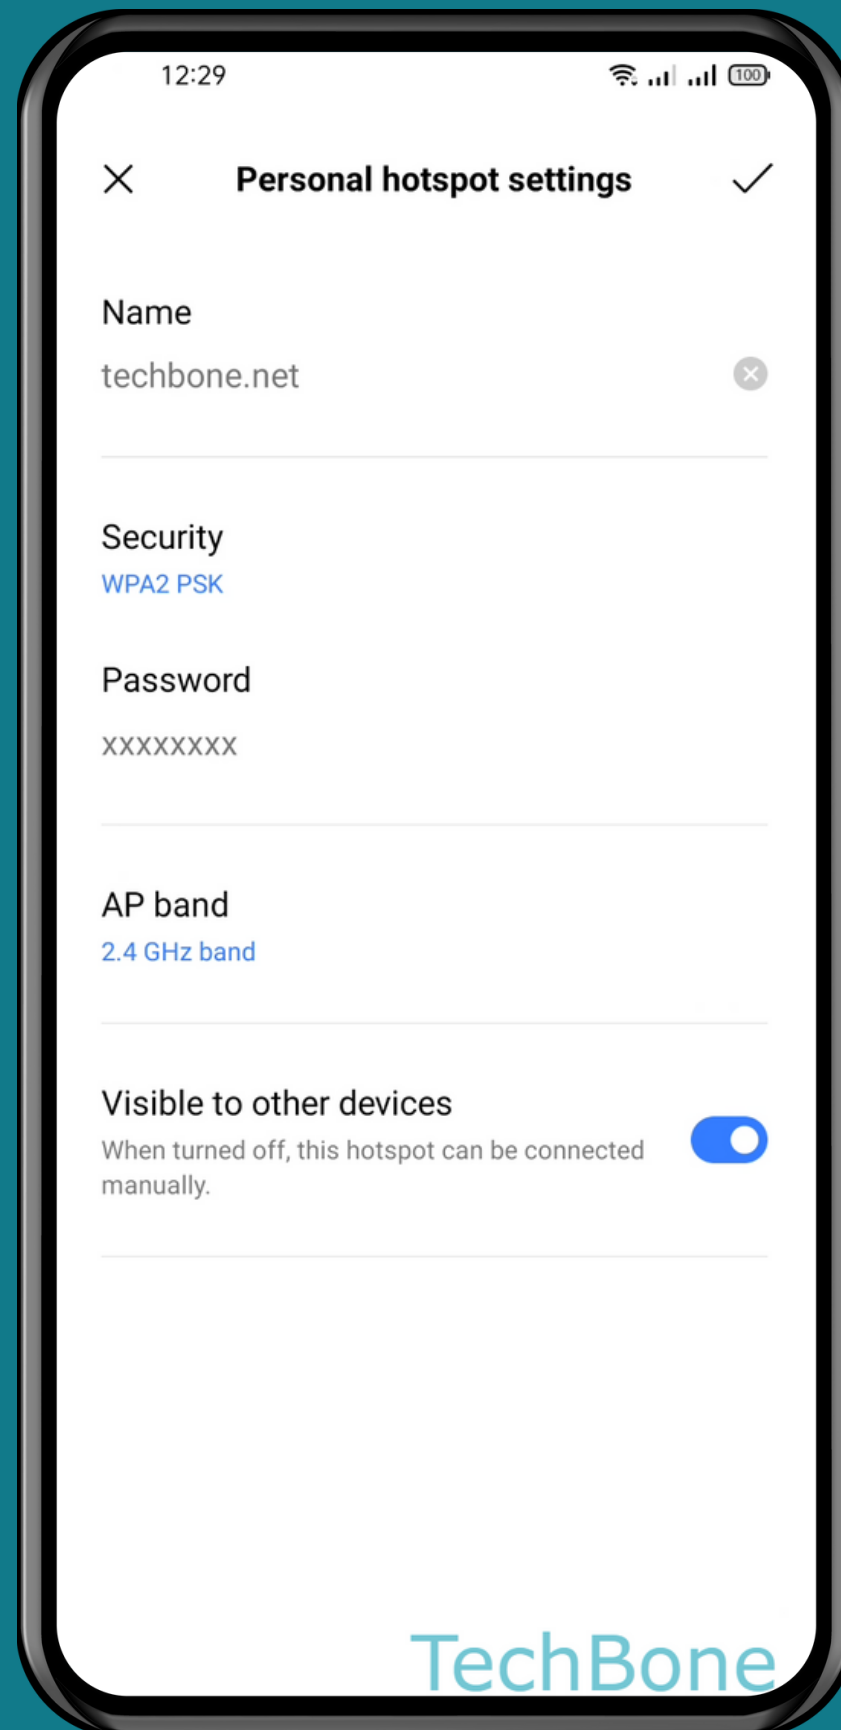 12:29
100
Personal hotspot settings
Name
techbone.net
Security
WPA2 PSK
Password
xxxxxxxx
AP band
2.4 GHz band
Visible to other devices
When turned off, this hotspot can be connected
manually.
TechBone